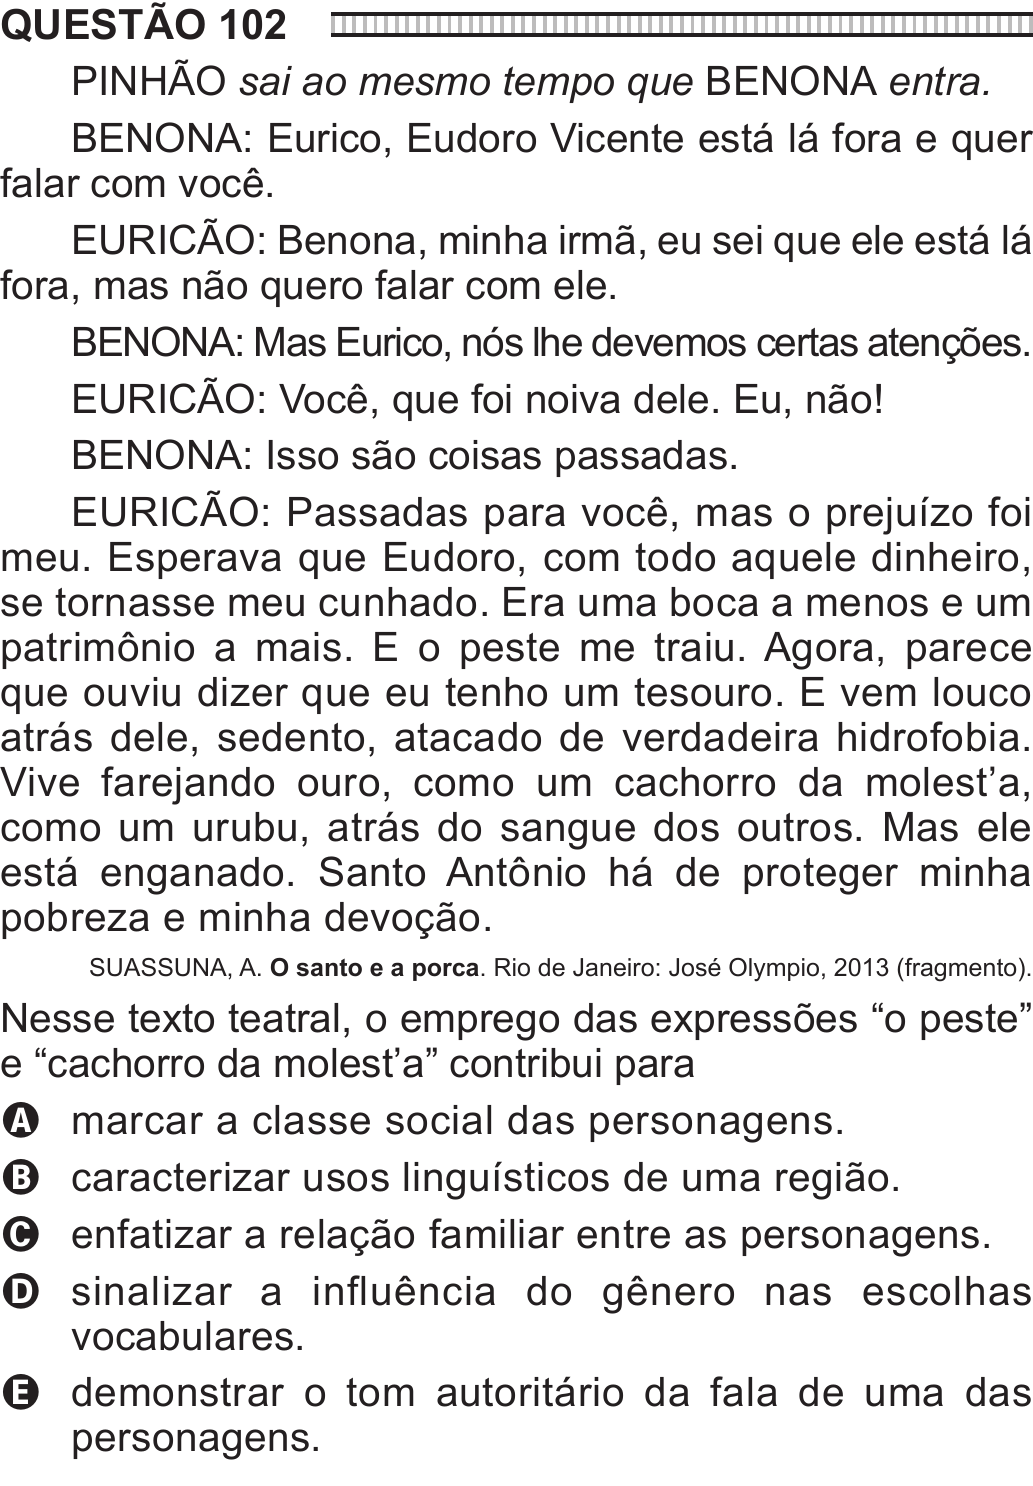 QUESTÃO 102
PINHÃO sai ao mesmo tempo que BENONA entra.
BENONA: Eurico, Eudoro Vicente está lá fora e quer
falar com você.
EURICÃO: Benona, minha irmã, eu sei que ele está lá
fora, mas não quero falar com ele.
BENONA: Mas Eurico, nós lhe devemos certas atenções.
EURICÃO: Você, que foi noiva dele. Eu, não!
BENONA: Isso são coisas passadas.
EURICÃO: Passadas para você, mas o prejuízo foi
meu. Esperava que Eudoro, com todo aquele dinheiro,
se tornasse meu cunhado. Era uma boca a menos e um
patrimônio a mais. E o peste me traiu. Agora, parece
que ouviu dizer que eu tenho um tesouro. E vem louco
atrás dele, sedento, atacado de verdadeira hidrofobia.
Vive farejando ouro, como um cachorro da molest’a,
como um urubu, atrás do sangue dos outros. Mas ele
está enganado. Santo Antônio há de proteger minha
pobreza e minha devoção.
SUASSUNA, A. O santo e a porca. Rio de Janeiro: José Olympio, 2013 (fragmento).
Nesse texto teatral, o emprego das expressões “o peste”
e “cachorro da molest’a” contribui para
A marcar a classe social das personagens.
B caracterizar usos linguísticos de uma região.
C enfatizar a relação familiar entre as personagens.
D sinalizar a influência do gênero nas escolhas
vocabulares.
E demonstrar o tom autoritário da fala de uma das
personagens.